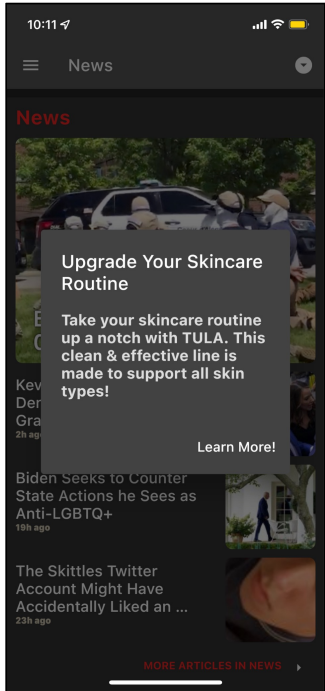 10:11
News
News
Upgrade Your Skincare
Routine
Take your skincare routine
up a notch with TULA. This
clean & effective line is
made to support all skin
types!
Learn More!
Kev
Der
Gra
2h ago
Biden Seeks to Counter
State Actions he Sees as
Anti-LGBTQ+
19h ago
The Skittles Twitter
Account Might Have
Accidentally Liked an ...
23h ago
MORE ARTICLES IN NEWS